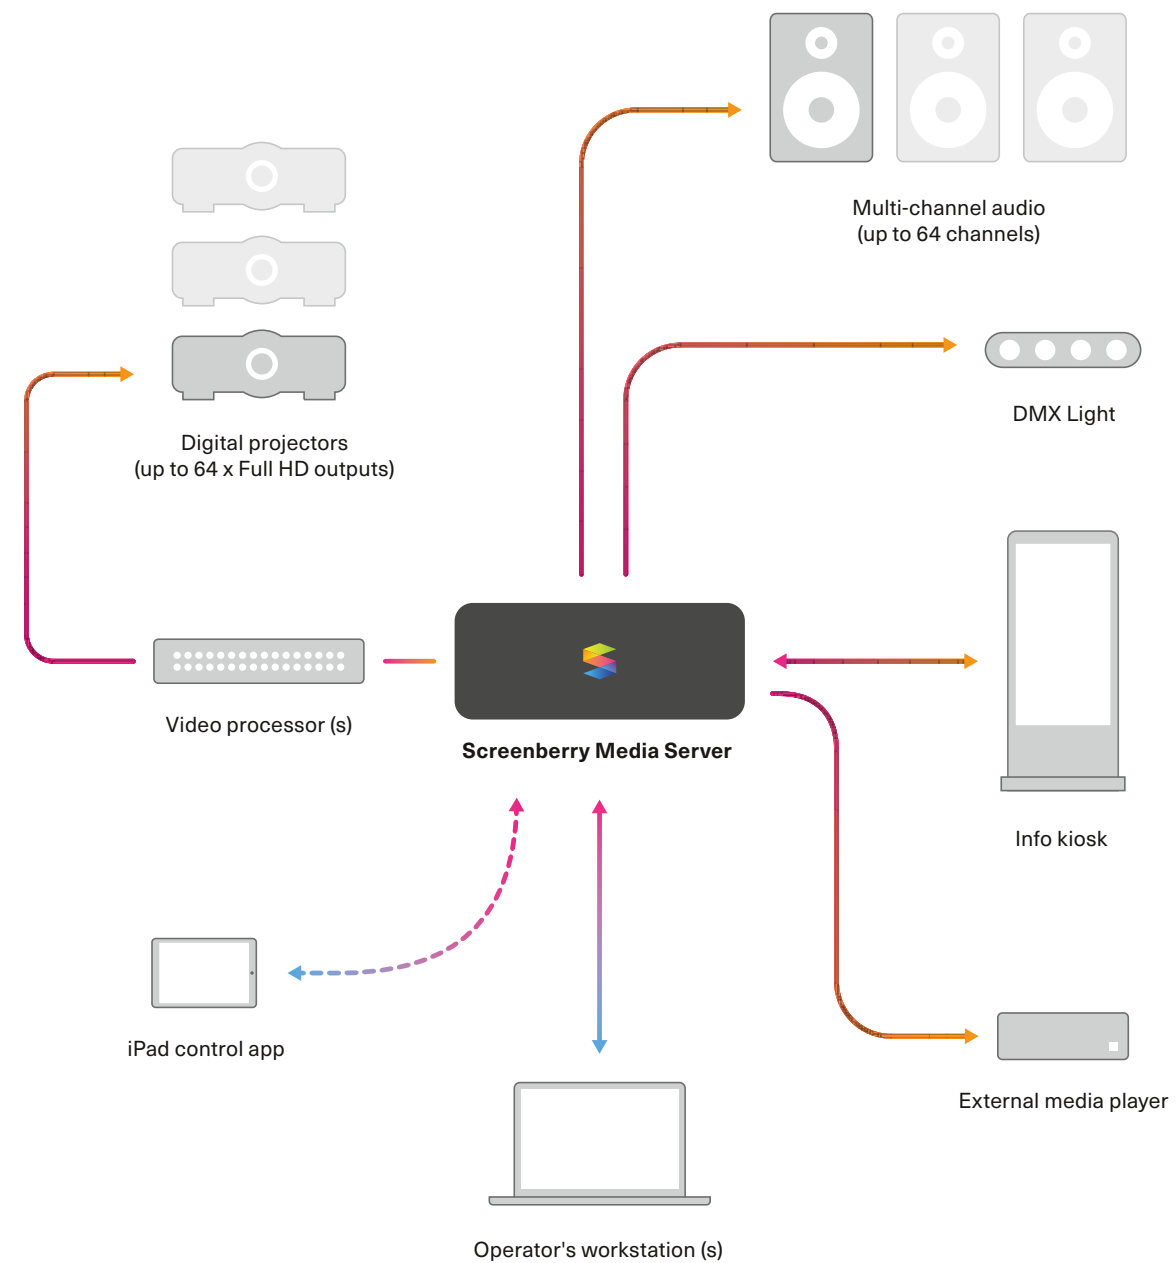 Multi-channel audio
(up to 64 channels)
DMX Light
Digital projectors
(up to 64 x Full HD outputs)
Video processor (s)
Screenberry Media Server
Info kiosk
iPad control app
External media player
Operator's workstation (s)